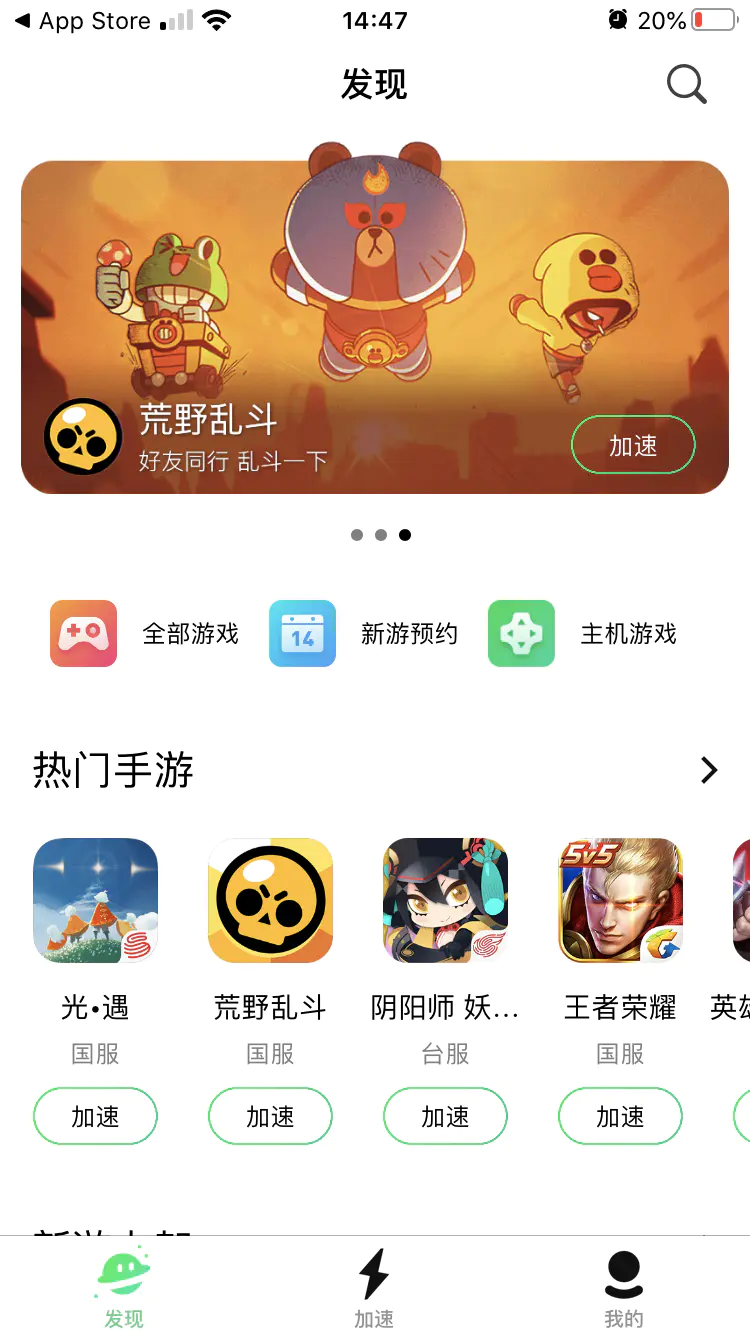 App Store
14:47
20%
发现
荒野乱斗
好友同行 乱斗一下
加速
14
全部游戏
新游预约
主机游戏
热门手游
5v5
光•遇
荒野乱斗
阴阳师 妖...
王者荣耀
国服
国服
台服
国服
加速
加速
加速
加速
发现
加速
我的